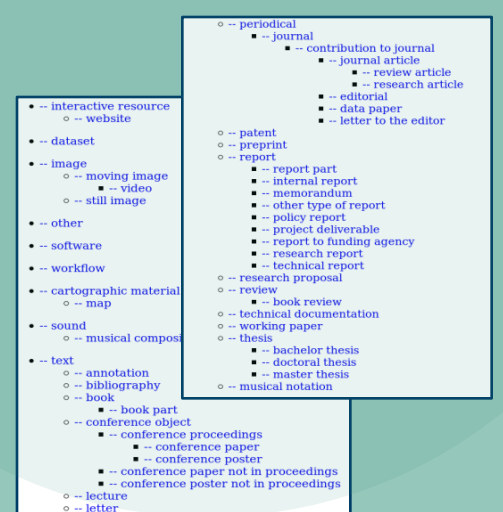 -- interactive resource
-- website
-- dataset
-- image
-- moving image
-- video
-- still image
-- other
-- software
-- workflow
-- cartographic material
-- map
-- sound
-- musical
-- text
-- annotation
-- bibliography
-- book
-- book part
-- conference object
-- conference proceedings
-- conference paper
-- conference poster
-- conference paper not in proceedings
-- conference poster not in proceedings
-- lecture
-- letter
-- periodical
-- journal
-- contribution to journal
-- journal article
-- review article
-- research article
-- editorial
-- data paper
-- letter to the editor
-- patent
-- preprint
-- report
-- report part
-- internal report
-- memorandum
-- other type of report
-- policy report
-- project deliverable
-- report to funding agency
-- research report
-- technical report
-- research proposal
-- review
-- book review
-- technical documentation
-- working paper
-- thesis
-- bachelor thesis
-- doctoral thesis
-- master thesis
-- musical notation